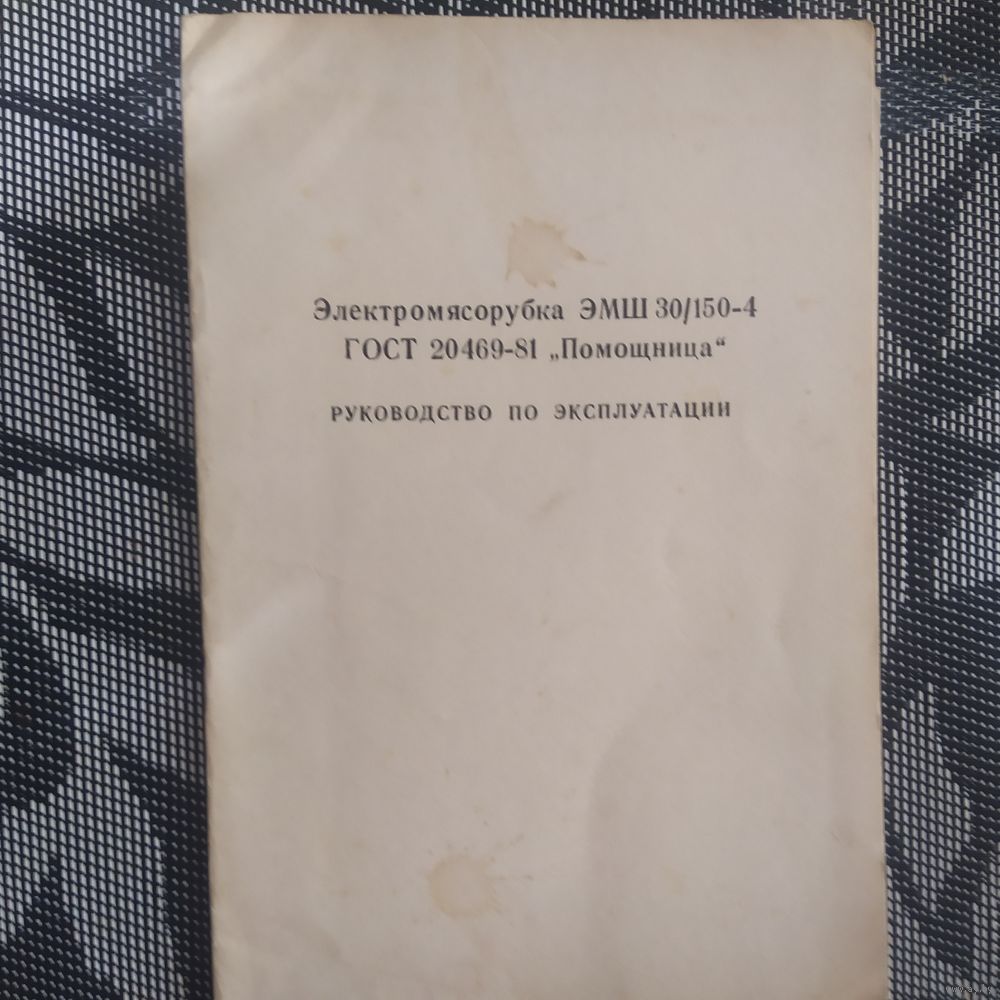 Электромясорубка ЭМШ 30/150-4
ГОСТ 20469-81 „Помощница“
РУКОВОДСТВО ПО ЭКСПЛУАТАЦИИ